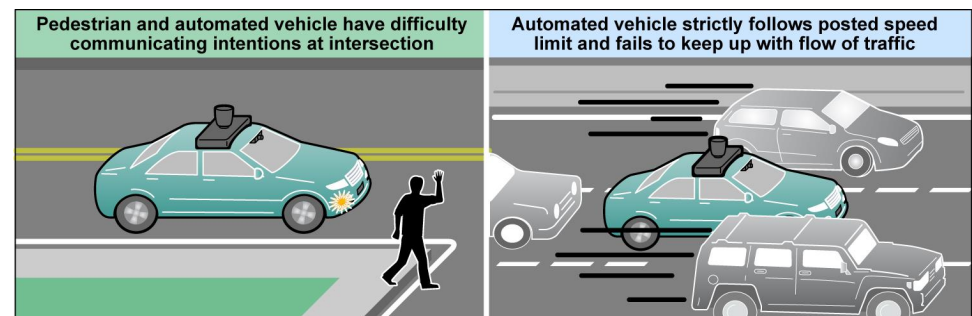 Pedestrian and automated vehicle have difficulty
communicating intentions at intersection
Automated vehicle strictly follows posted speed
limit and fails to keep up with flow of traffic